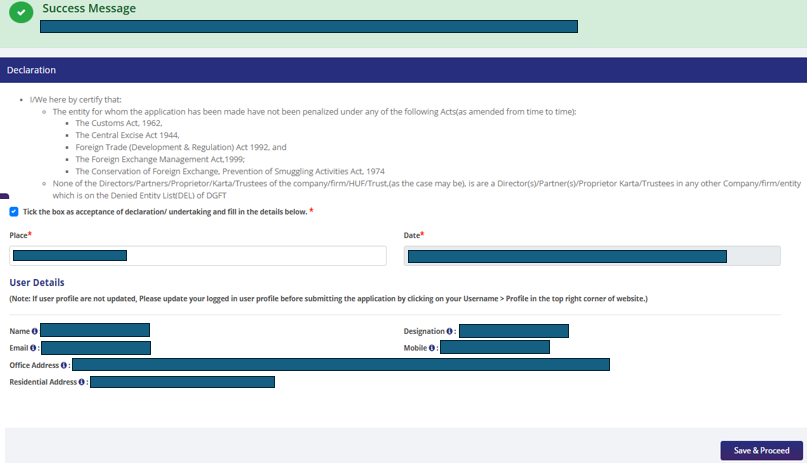 Success Message
Declaration
I/We here by certify that:
The entity for whom the application has been made have not been penalized under any of the following Acts(as amended from time to time):
The Customs Act, 1962,
The Central Excise Act 1944,
Foreign Trade (Development & Regulation) Act 1992, and
The Foreign Exchange Management Act,1999;
The Conservation of Foreign Exchange, Prevention of Smuggling Activities Act, 1974
None of the Directors/Partners/Proprietor/Karta/Trustees of the company/firm/HUF/Trust,(as the case may be), is are a Director(s)/Partner(s)/Proprietor Karta/Trustees in any other Company/firm/entity
which is on the Denied Entity List(DEL) of DGFT
Tick the box as acceptance of declaration/ undertaking and fill in the details below. *
Place* Date*
User Details
(Note: If user profile are not updated, Please update your logged in user profile before submitting the application by clicking on your Username > Profile in the top right corner of website.)
Name : Designation :
Email : Mobile :
Office Address :
Residential Address :
Save & Proceed